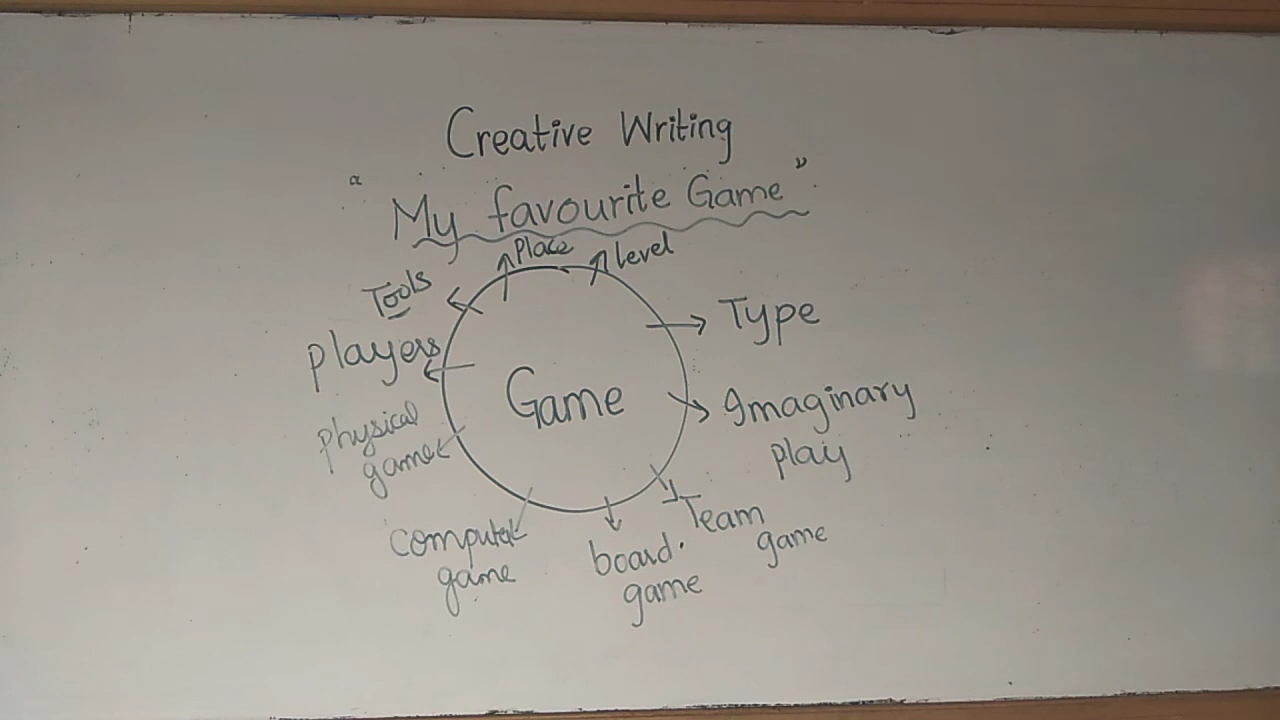 Creative Writing
"My favourite Game"
Place
Level
Tools
Type
Players
Game
Imaginary
play
physical
game
Team
game
computer
game
board
game